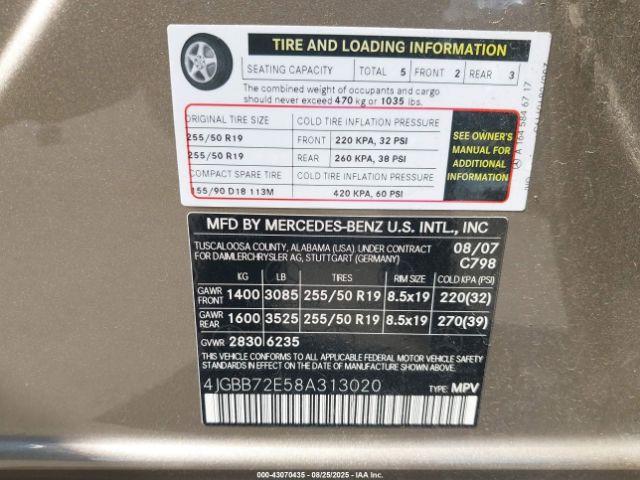 TIRE AND LOADING INFORMATION
SEATING CAPACITY TOTAL 5 FRONT 2 REAR 3
The combined weight of occupants and cargo
should never exceed 470 kg or 1035 lbs.
ORIGINAL TIRE SIZE COLD TIRE INFLATION PRESSURE
255/50 R19 FRONT 220 KPA, 32 PSI
255/50 R19 REAR 260 KPA, 38 PSI
COMPACT SPARE TIRE COLD TIRE INFLATION PRESSURE
155/90 D18 113M 420 KPA, 60 PSI
SEE OWNER'S
MANUAL FOR
ADDITIONAL
INFORMATION
A 164 584 67 17
MFD BY MERCEDES-BENZ U.S. INTL., INC
TUSCALOOSA COUNTY, ALABAMA (USA) UNDER CONTRACT
FOR DAIMLERCHRYSLER AG, STUTTGART (GERMANY)
08/07
C798
KG LB TIRES RIM SIZE COLD KPA (PSI)
GAWR FRONT 1400 3085 255/50 R19 8.5x19 220(32)
GAWR REAR 1600 3525 255/50 R19 8.5x19 270(39)
GVWR 2830 6235
THIS VEHICLE CONFORMS TO ALL APPLICABLE FEDERAL MOTOR VEHICLE SAFETY
STANDARDS IN EFFECT ON THE DATE OF MANUFACTURE SHOWN ABOVE.
4JGBB72E58A313020 TYPE: MPV
000-43070435 - 08/25/2025 - IAAI.COM